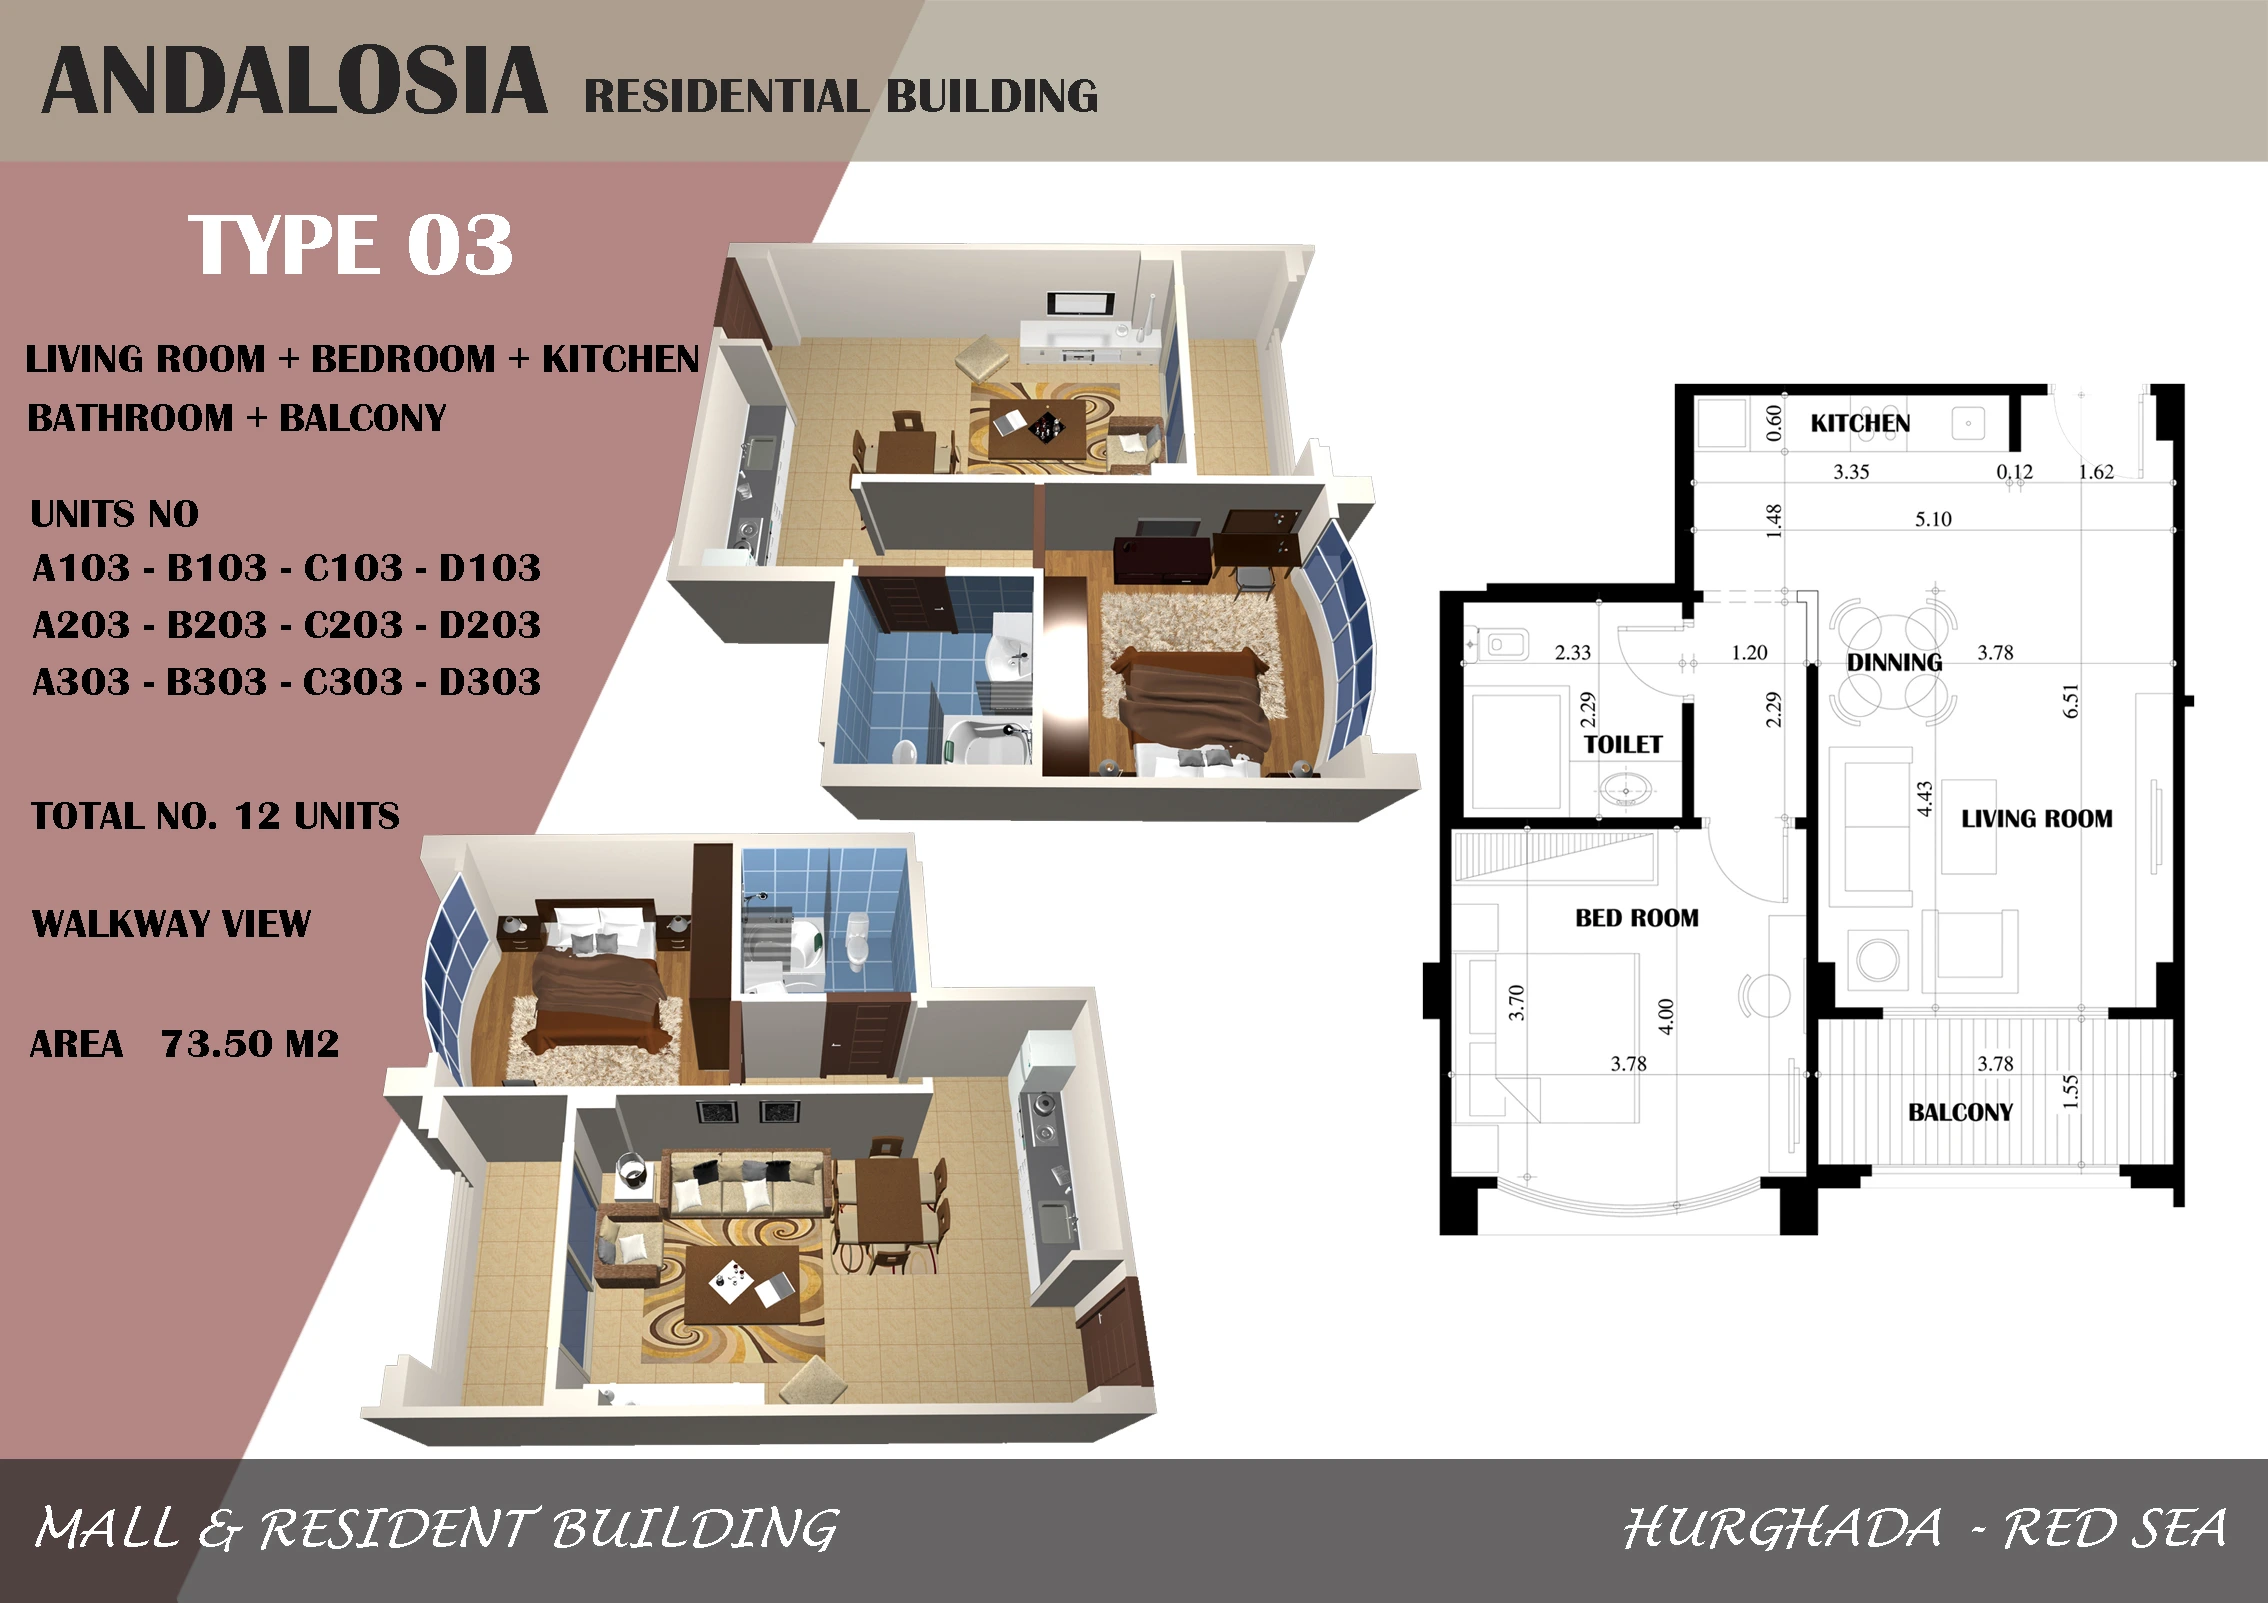 ANDALOSIA RESIDENTIAL BUILDING
TYPE 03
LIVING ROOM + BEDROOM + KITCHEN
BATHROOM + BALCONY
UNITS NO
A103 - B103 - C103 - D103
A203 - B203 - C203 - D203
A303 - B303 - C303 - D303
TOTAL NO. 12 UNITS
WALKWAY VIEW
AREA 73.50 M2
KITCHEN
0.60
3.35
0.12
1.62
1.48
5.10
2.33
1.20
DINNING
3.78
2.29
2.29
6.51
TOILET
4.43
LIVING ROOM
BED ROOM
3.70
4.00
3.78
3.78
1.55
BALCONY
MALL & RESIDENT BUILDING
HURGHADA - RED SEA